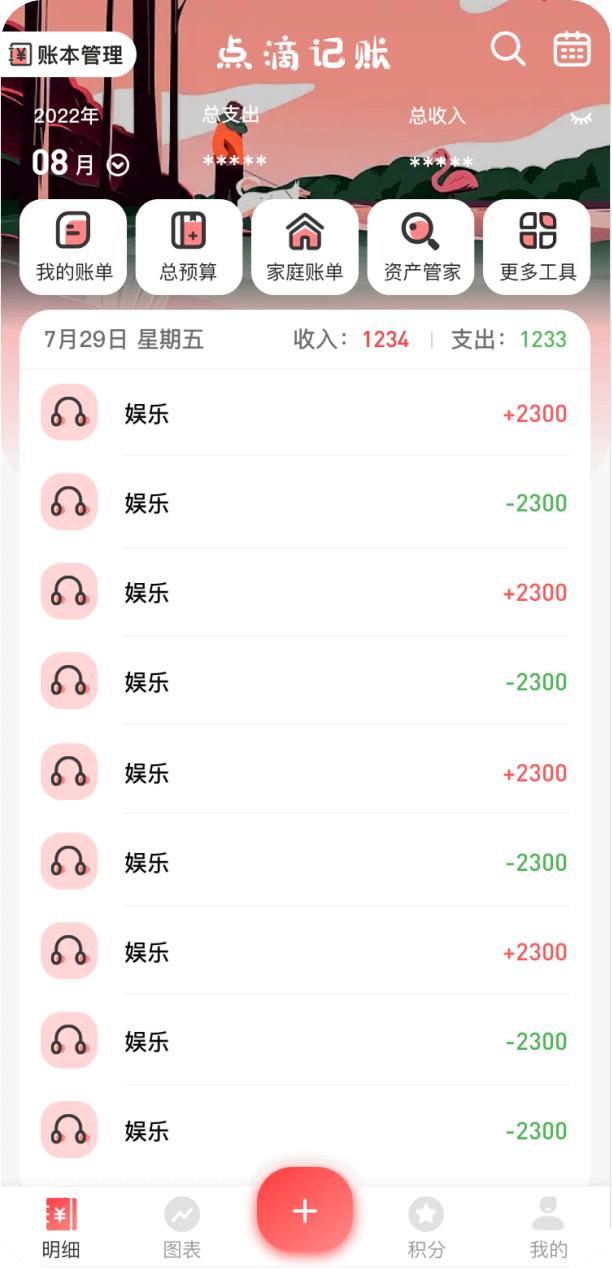 账本管理
点滴记账
2022年
总支出
总收入
08月
*****
*****
我的账单
总预算
家庭账单
资产管家
更多工具
7月29日 星期五
收入：1234
支出：1233
娱乐 +2300
娱乐 -2300
娱乐 +2300
娱乐 -2300
娱乐 +2300
娱乐 -2300
娱乐 +2300
娱乐 -2300
娱乐 -2300
明细
图表
+
积分
我的